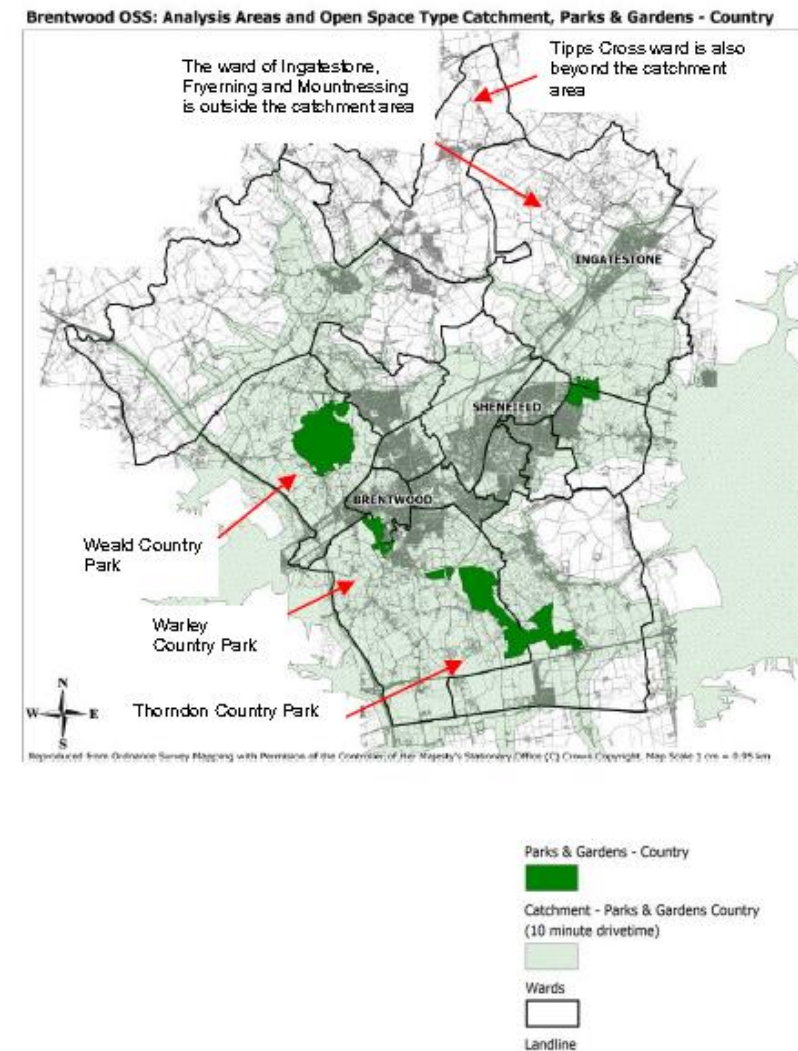 Brentwood OSS: Analysis Areas and Open Space Type Catchment, Parks & Gardens - Country
The ward of Ingatestone,
Fryerning and Mountnessing
is outside the catchment area
Tipps Cross ward is also
beyond the catchment
area
INGATESTONE
SHENFIELD
BRENTWOOD
Weald Country
Park
Warley
Country Park
Thorndon Country Park
N
W
E
S
Reproduced from Ordnance Survey Mapping with Permission of the Controller of Her Majesty's Stationary Office (C) Crown Copyright. Map Scale 1 cm = 0.95 km
Parks & Gardens - Country
Catchment - Parks & Gardens Country
(10 minute drivetime)
Wards
Landline